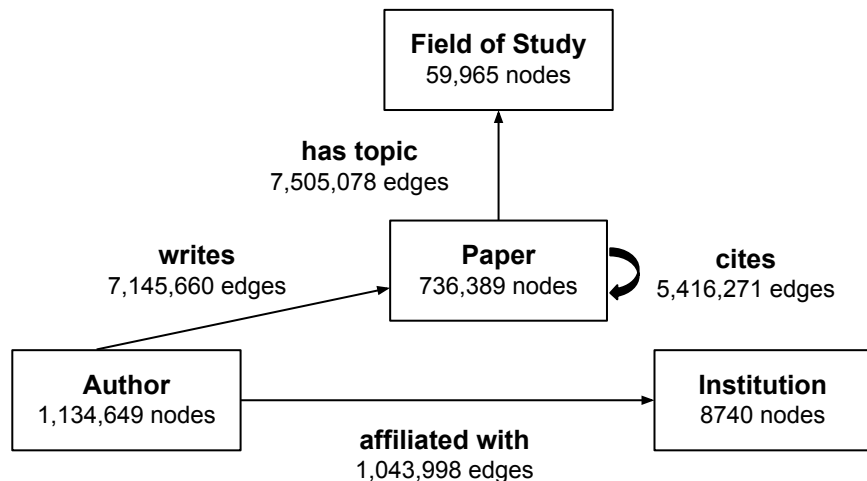 Field of Study
59,965 nodes
has topic
7,505,078 edges
writes
7,145,660 edges
Paper
736,389 nodes
cites
5,416,271 edges
Author
1,134,649 nodes
Institution
8740 nodes
affiliated with
1,043,998 edges